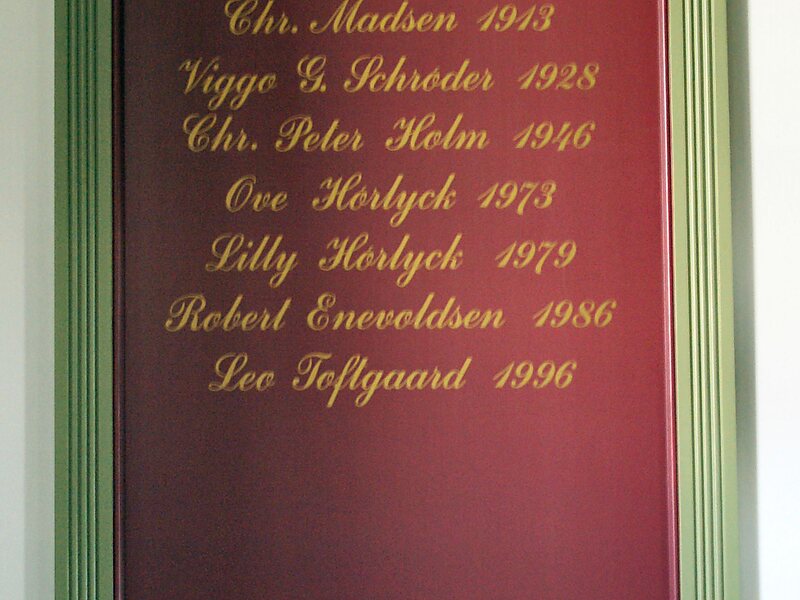 Chr. Madsen 1913
Viggo G. Schrøder 1928
Chr. Peter Holm 1946
Ove Hørlyck 1973
Lilly Hørlyck 1979
Robert Enevoldsen 1986
Leo Toftgaard 1996